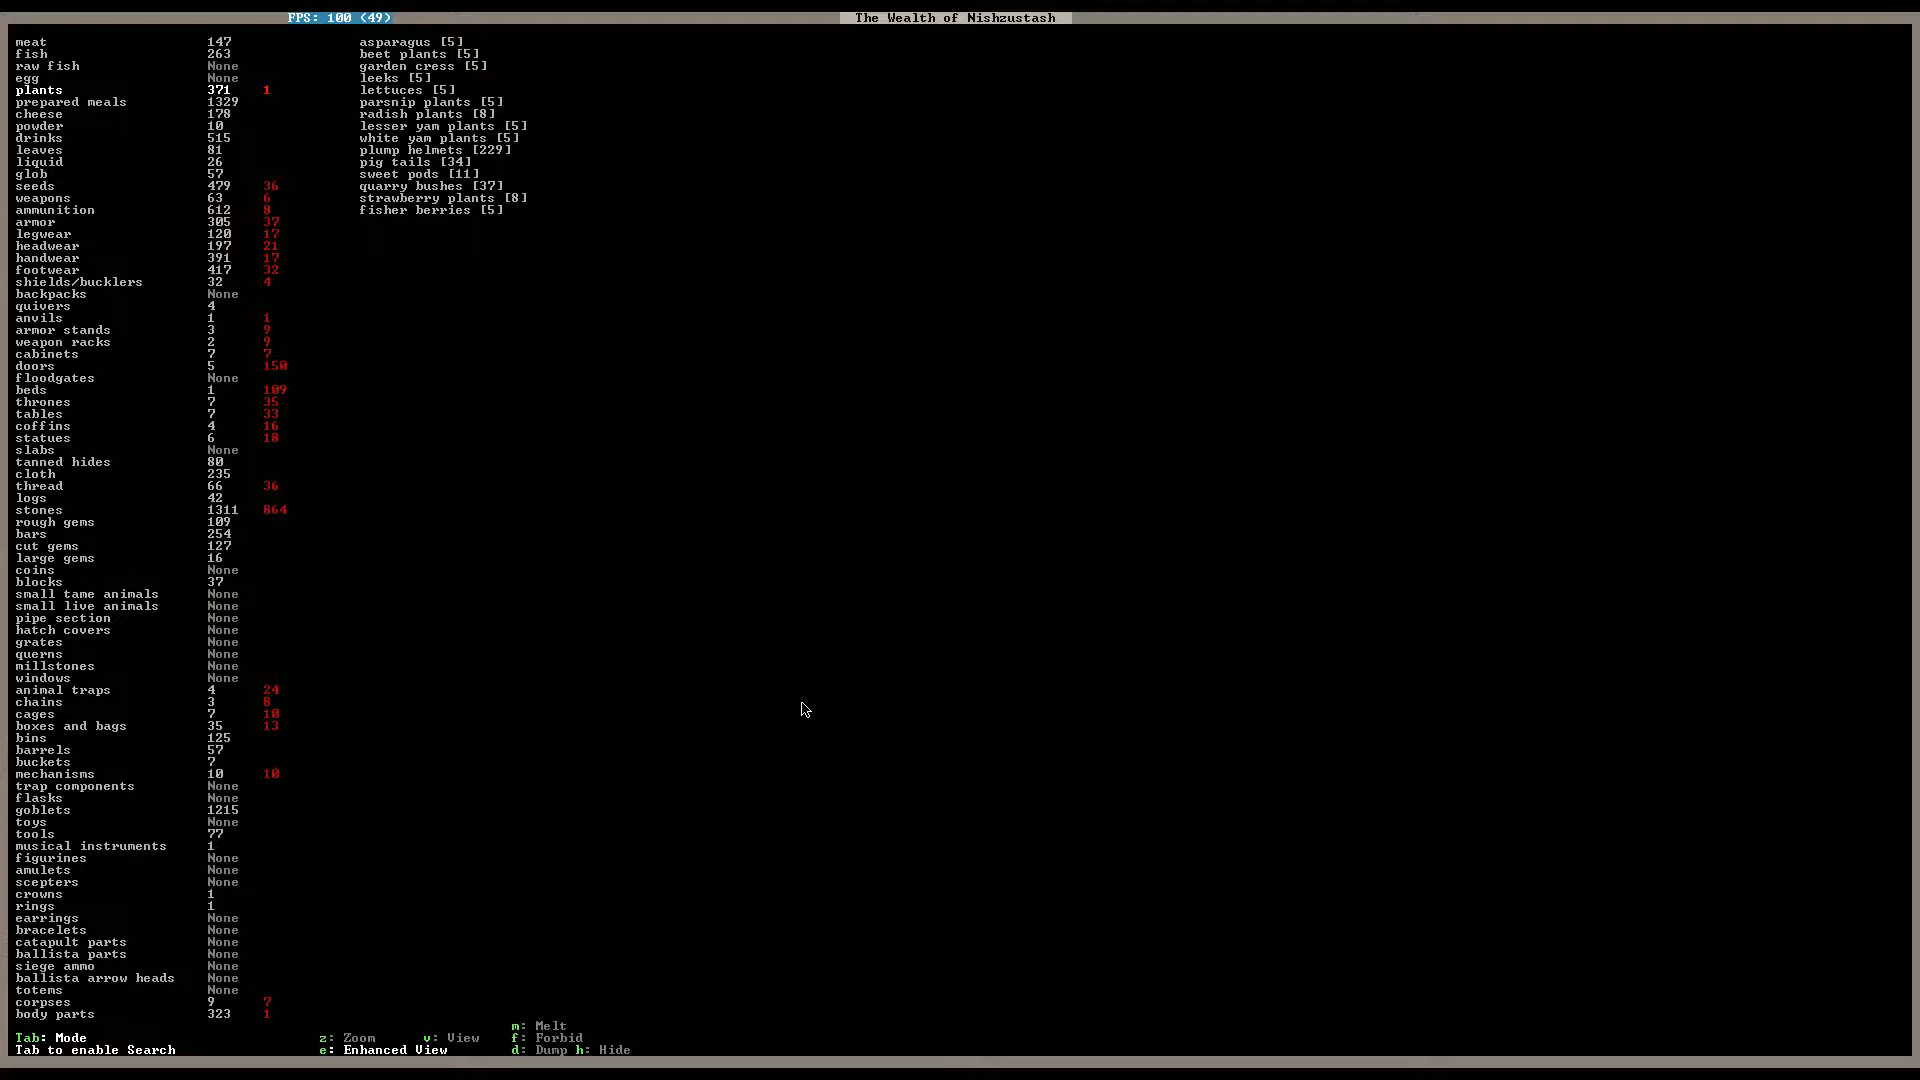 FPS: 100 (49) The Wealth of Nishzustash
meat 147 asparagus [5]
fish 263 beet plants [5]
raw fish None garden cress [5]
egg None leeks [5]
plants 371 1 lettuces [5]
prepared meals 1329 parsnip plants [5]
cheese 178 radish plants [8]
powder 10 lesser yam plants [5]
drinks 515 white yam plants [5]
leaves 81 plump helmets [229]
liquid 26 pig tails [34]
glob 57 sweet pods [11]
seeds 479 36 quarry bushes [37]
weapons 63 6 strawberry plants [8]
ammunition 612 8 fisher berries [5]
armor 305 37
legwear 120 17
headwear 197 21
handwear 391 17
footwear 417 32
shields/bucklers 32 4
backpacks None
quivers 4
anvils 1 1
armor stands 3 9
weapon racks 2 9
cabinets 7 7
doors 5 150
floodgates None
beds 1 109
thrones 7 35
tables 7 33
coffins 4 16
statues 6 18
slabs None
tanned hides 80
cloth 235
thread 66 36
logs 42
stones 1311 864
rough gems 109
bars 254
cut gems 127
large gems 16
coins None
blocks 37
small tame animals None
small live animals None
pipe section None
hatch covers None
grates None
querns None
millstones None
windows None
animal traps 4 24
chains 3 8
cages 7 10
boxes and bags 35 13
bins 125
barrels 57
buckets 7
mechanisms 10 10
trap components None
flasks None
goblets 1215
toys None
tools 77
musical instruments 1
figurines None
amulets None
scepters None
crowns 1
rings 1
earrings None
bracelets None
catapult parts None
ballista parts None
siege ammo None
ballista arrow heads None
totems None
corpses 9 7
body parts 323 1
m: Melt
Tab: Mode z: Zoom v: View f: Forbid
Tab to enable Search e: Enhanced View d: Dump h: Hide